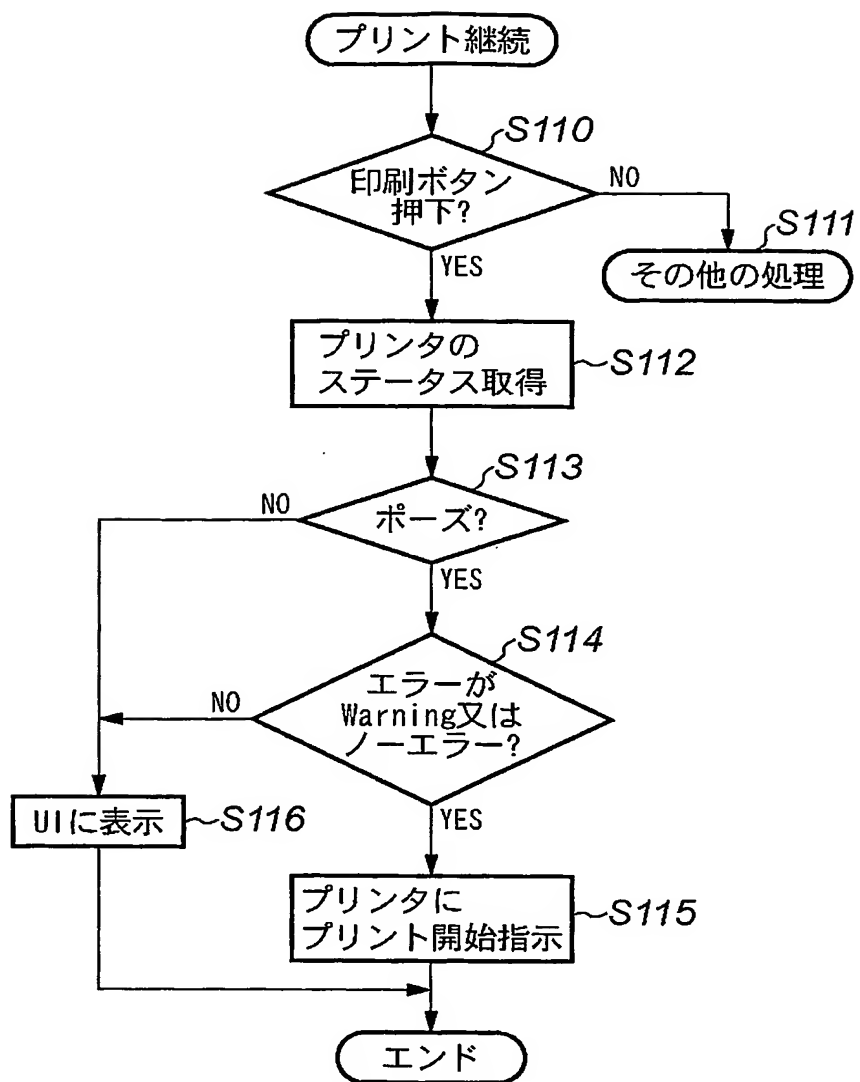 プリント継続
S110
印刷ボタン
押下?
NO
S111
その他の処理
YES
プリンタの
ステータス取得
S112
S113
NO
ポーズ?
YES
S114
エラーが
NO
Warning又は
ノーエラー?
UIに表示
S116
YES
プリンタに
プリント開始指示
S115
エンド